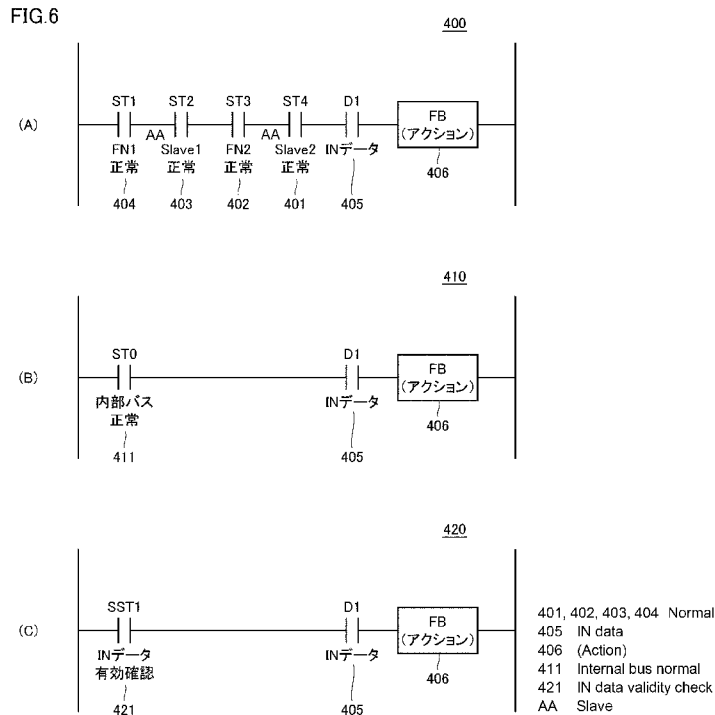 FIG.6
400
(A)
ST1 ST2 ST3 ST4 D1
FB
(アクション)
AA AA
FN1 Slave1 FN2 Slave2 INデータ
正常 正常 正常 正常
404 403 402 401 405 406
410
(B)
ST0 D1
FB
(アクション)
内部バス INデータ
正常
411 405 406
420
(C)
SST1 D1
FB
(アクション)
INデータ INデータ
有効確認
421 405 406
401, 402, 403, 404 Normal
405 IN data
406 (Action)
411 Internal bus normal
421 IN data validity check
AA Slave